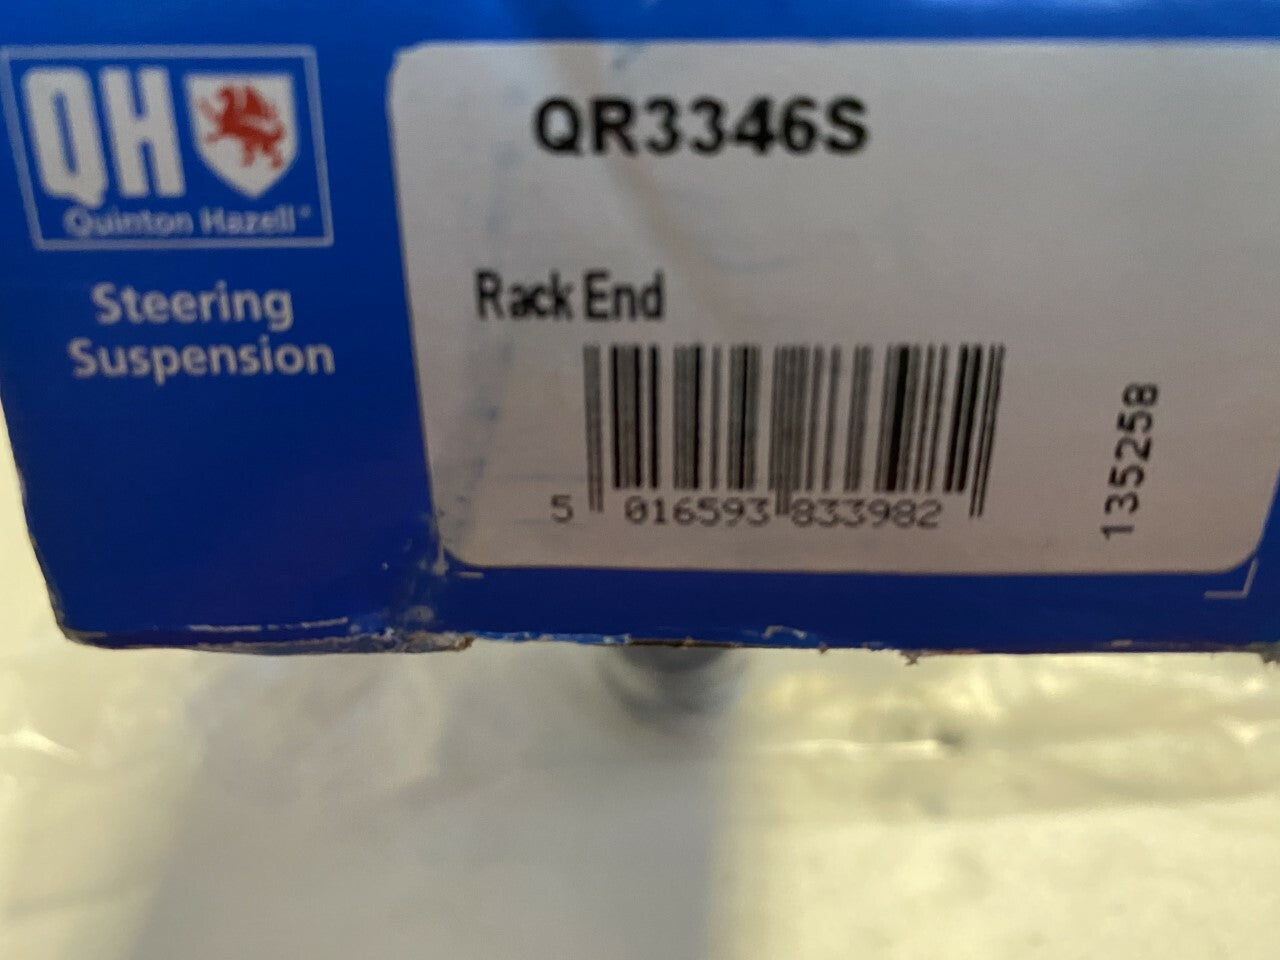 QH
Quinton Hazell
Steering
Suspension
QR3346S
Rack End
5 016593 833982
135258